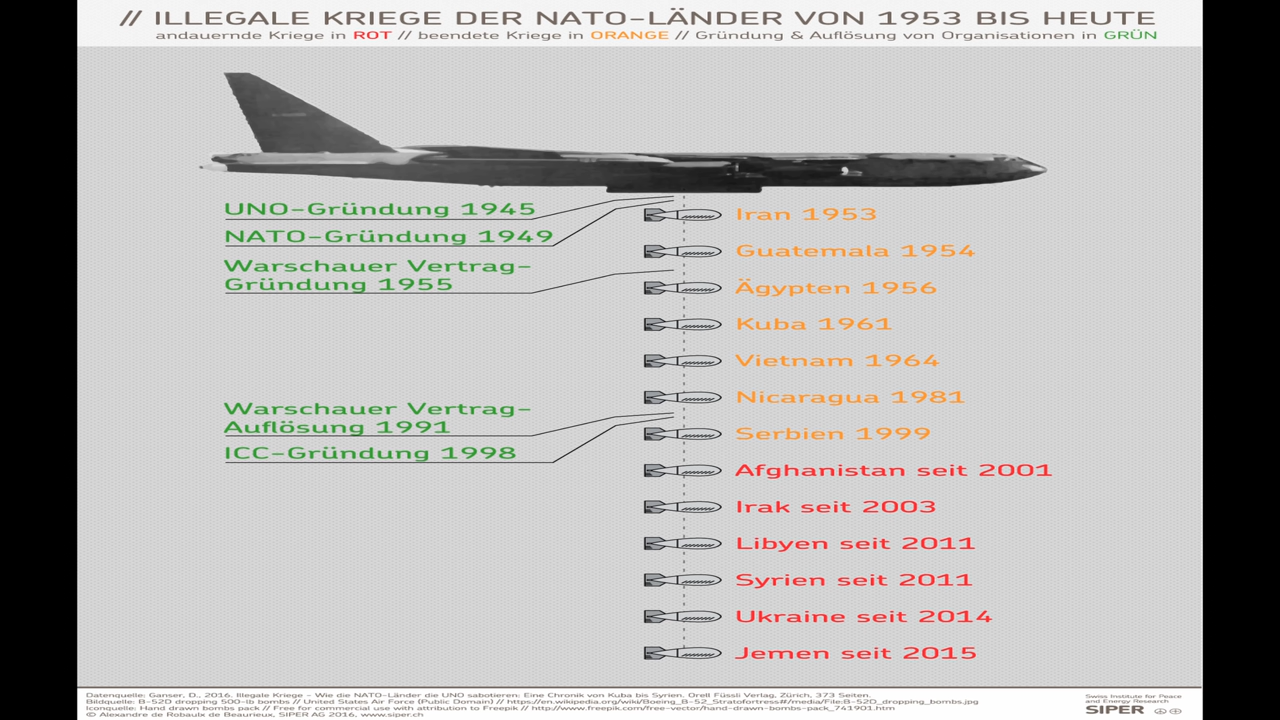 // ILLEGALE KRIEGE DER NATO-LÄNDER VON 1953 BIS HEUTE
andauernde Kriege in ROT // beendete Kriege in ORANGE // Gründung & Auflösung von Organisationen in GRÜN
UNO-Gründung 1945
NATO-Gründung 1949
Warschauer Vertrag-
Gründung 1955
Warschauer Vertrag-
Auflösung 1991
ICC-Gründung 1998
Iran 1953
Guatemala 1954
Ägypten 1956
Kuba 1961
Vietnam 1964
Nicaragua 1981
Serbien 1999
Afghanistan seit 2001
Irak seit 2003
Libyen seit 2011
Syrien seit 2011
Ukraine seit 2014
Jemen seit 2015
Datenquelle: Ganser, D., 2016. Illegale Kriege - Wie die NATO-Länder die UNO sabotieren: Eine Chronik von Kuba bis Syrien. Orell Füssli Verlag, Zürich, 373 Seiten.
Bildquelle: B-52D dropping 500-lb bombs // United States Air Force (Public Domain) // https://en.wikipedia.org/wiki/Boeing_B-52_Stratofortress#/media/File:B-52D_dropping_bombs.jpg
Iconquelle: Hand drawn bombs pack // Free for commercial use with attribution to Freepik // http://www.freepik.com/free-vector/hand-drawn-bombs-pack_761901.htm
© Alexandre de Robaulx de Beaurieux, SIPER AG 2016, www.siper.ch
Swiss Institute for Peace
and Energy Research
SIPER